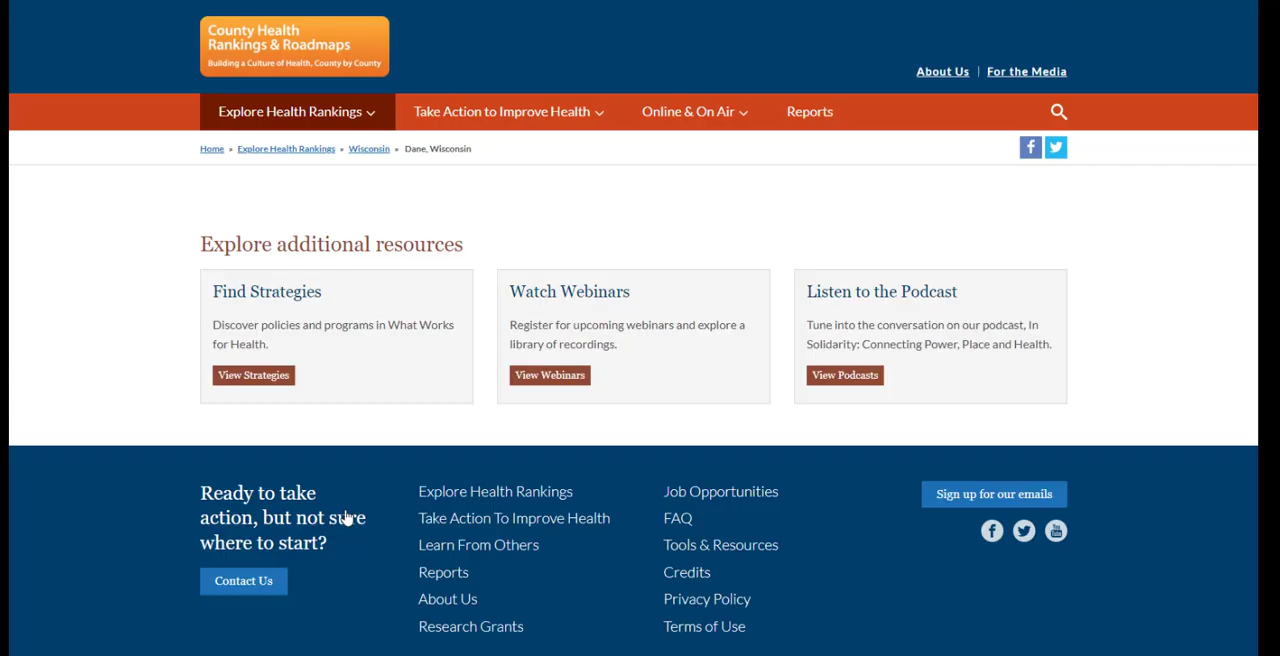 County Health
Rankings & Roadmaps
Building a Culture of Health, County by County
About Us | For the Media
Explore Health Rankings
Take Action to Improve Health
Online & On Air
Reports
Home » Explore Health Rankings » Wisconsin » Dane, Wisconsin
Explore additional resources
Find Strategies
Discover policies and programs in What Works
for Health.
View Strategies
Watch Webinars
Register for upcoming webinars and explore a
library of recordings.
View Webinars
Listen to the Podcast
Tune into the conversation on our podcast, In
Solidarity: Connecting Power, Place and Health.
View Podcasts
Ready to take
action, but not sure
where to start?
Contact Us
Explore Health Rankings
Take Action To Improve Health
Learn From Others
Reports
About Us
Research Grants
Job Opportunities
FAQ
Tools & Resources
Credits
Privacy Policy
Terms of Use
Sign up for our emails
You
Tube